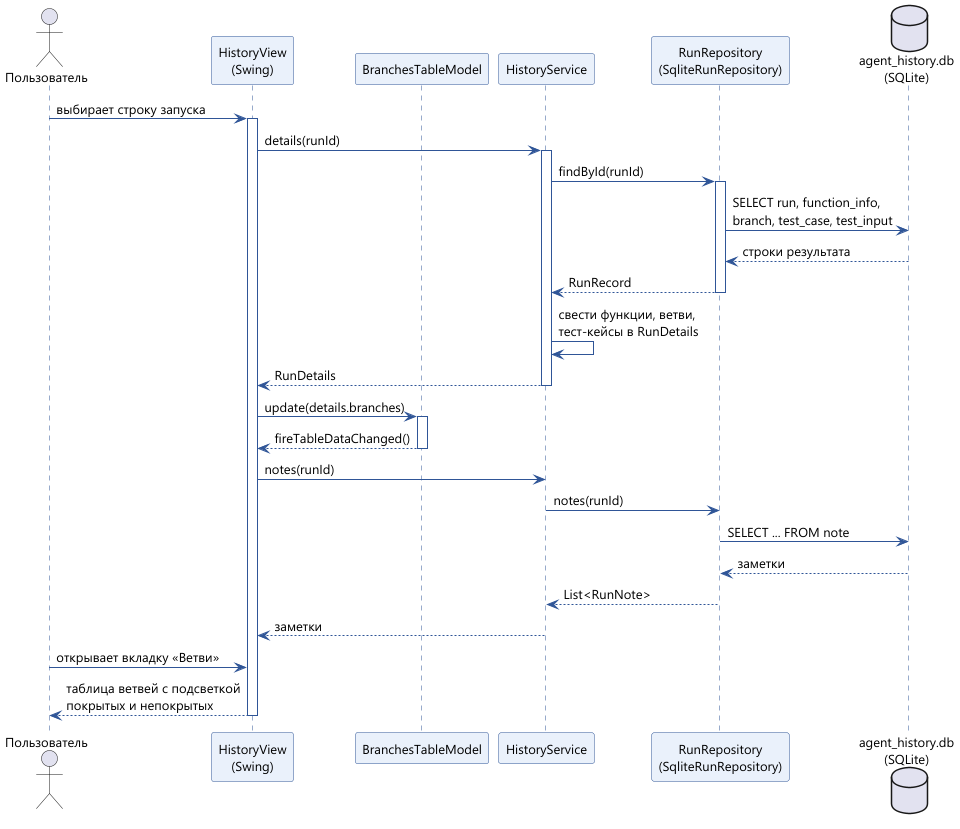 Пользователь
HistoryView
(Swing)
BranchesTableModel
HistoryService
RunRepository
(SqliteRunRepository)
agent_history.db
(SQLite)
выбирает строку запуска
details(runId)
findById(runId)
SELECT run, function_info,
branch, test_case, test_input
строки результата
RunRecord
свести функции, ветви,
тест-кейсы в RunDetails
RunDetails
update(details.branches)
fireTableDataChanged()
notes(runId)
notes(runId)
SELECT ... FROM note
заметки
List<RunNote>
заметки
открывает вкладку «Ветви»
таблица ветвей с подсветкой
покрытых и непокрытых
Пользователь
HistoryView
(Swing)
BranchesTableModel
HistoryService
RunRepository
(SqliteRunRepository)
agent_history.db
(SQLite)